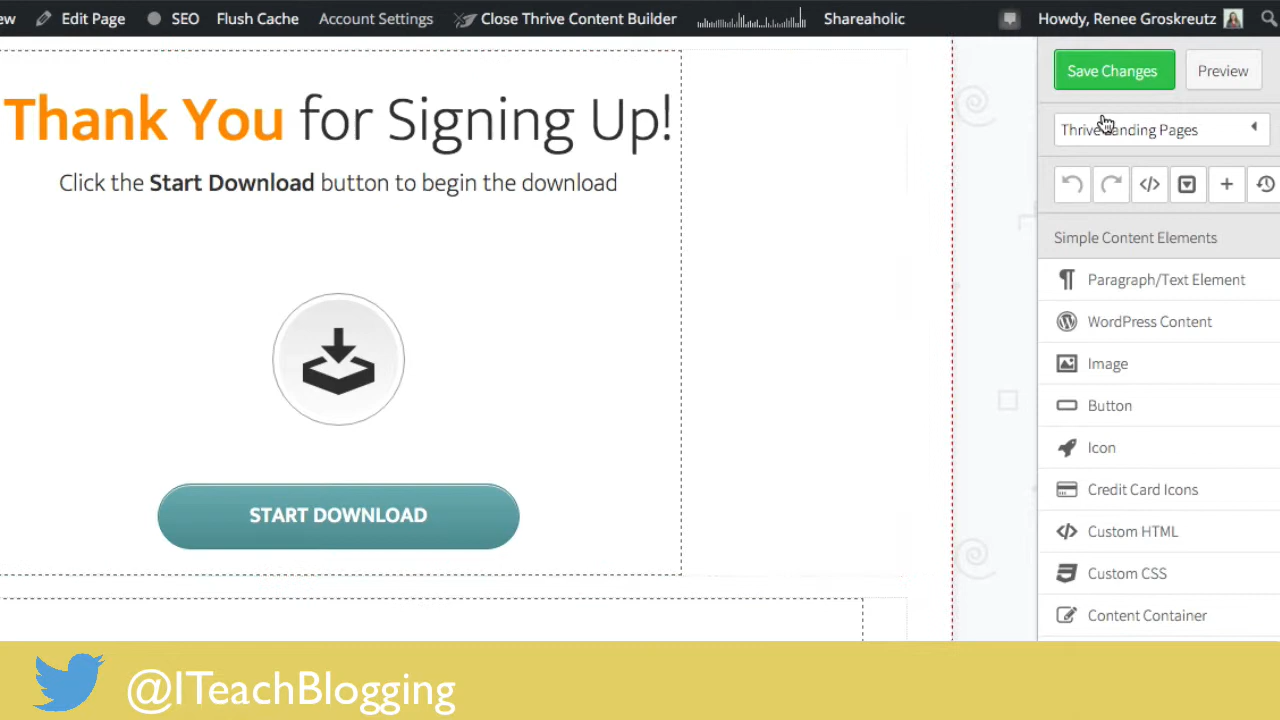 ew Edit Page SEO Flush Cache Account Settings Close Thrive Content Builder Shareaholic Howdy, Renee Groskreutz
Save Changes Preview
Thank You for Signing Up!
Click the Start Download button to begin the download
START DOWNLOAD
Thrive Landing Pages
Simple Content Elements
Paragraph/Text Element
WordPress Content
Image
Button
Icon
Credit Card Icons
Custom HTML
Custom CSS
Content Container
@ITeachBlogging